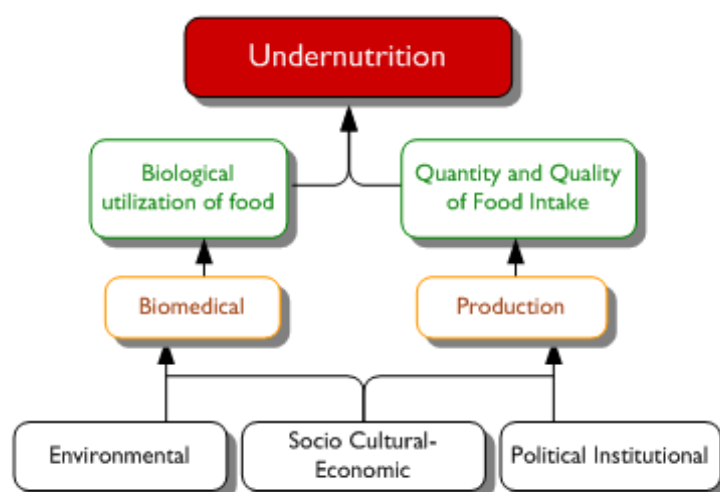 Undernutrition
Biological
utilization of food
Quantity and Quality
of Food Intake
Biomedical
Production
Environmental
Socio Cultural-
Economic
Political Institutional